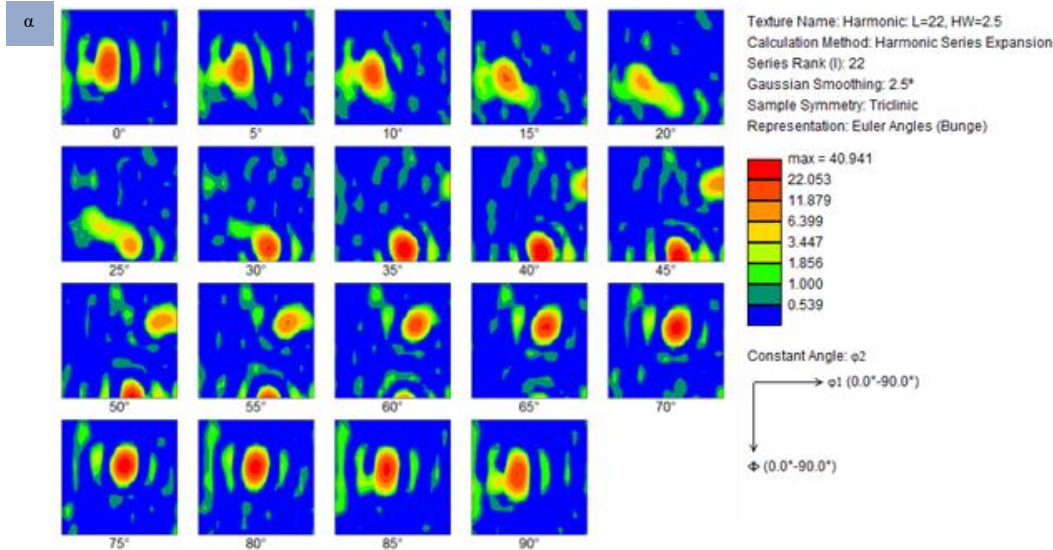 α
0° 5° 10° 15° 20°
25° 30° 35° 40° 45°
50° 55° 60° 65° 70°
75° 80° 85° 90°
Texture Name: Harmonic: L=22, HW=2.5
Calculation Method: Harmonic Series Expansion
Series Rank (l): 22
Gaussian Smoothing: 2.5°
Sample Symmetry: Triclinic
Representation: Euler Angles (Bunge)
max = 40.941
22.053
11.879
6.399
3.447
1.856
1.000
0.539
Constant Angle: φ2
φ1 (0.0°-90.0°)
Φ (0.0°-90.0°)